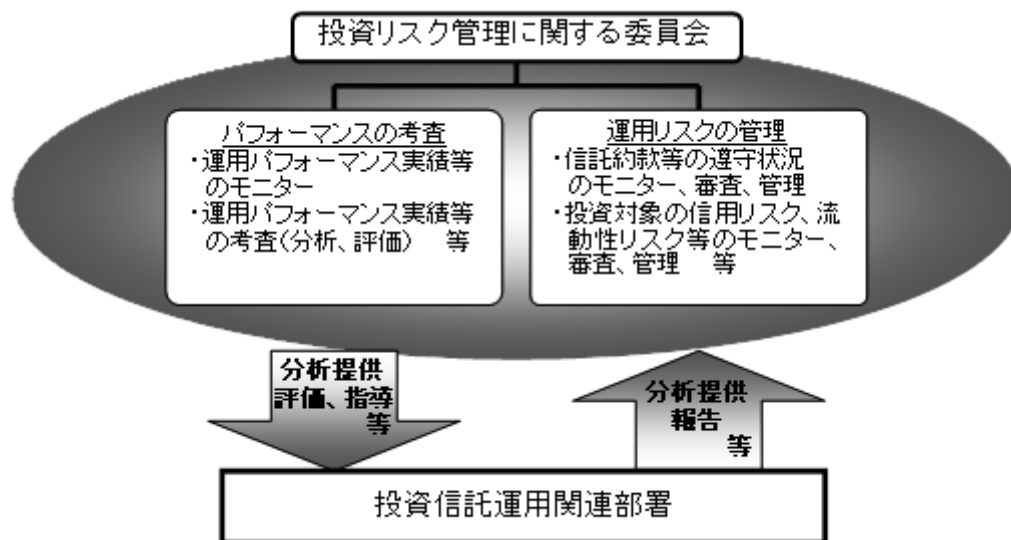 投資リスク管理に関する委員会
パフォーマンスの考査
・運用パフォーマンス実績等
のモニター
・運用パフォーマンス実績等
の考査(分析、評価) 等
運用リスクの管理
・信託約款等の遵守状況
のモニター、審査、管理
・投資対象の信用リスク、流
動性リスク等のモニター、
審査、管理 等
分析提供
評価、指導
等
分析提供
報告
等
投資信託運用関連部署